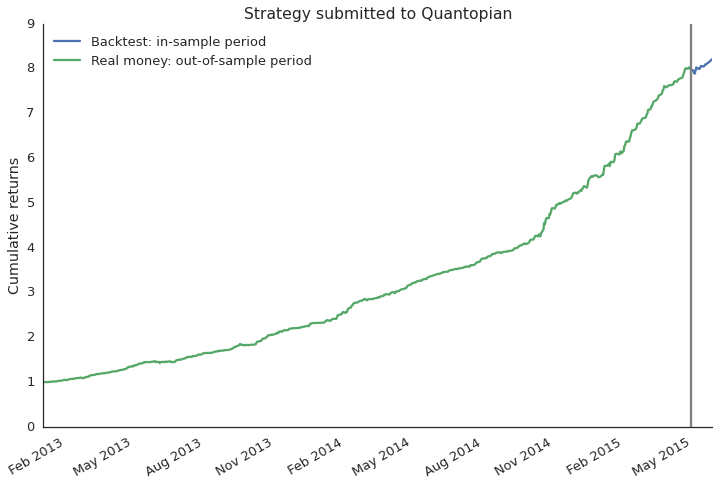 Strategy submitted to Quantopian
Backtest: in-sample period
Real money: out-of-sample period
Cumulative returns
9
8
7
6
5
4
3
2
1
0
Feb 2013
May 2013
Aug 2013
Nov 2013
Feb 2014
May 2014
Aug 2014
Nov 2014
Feb 2015
May 2015